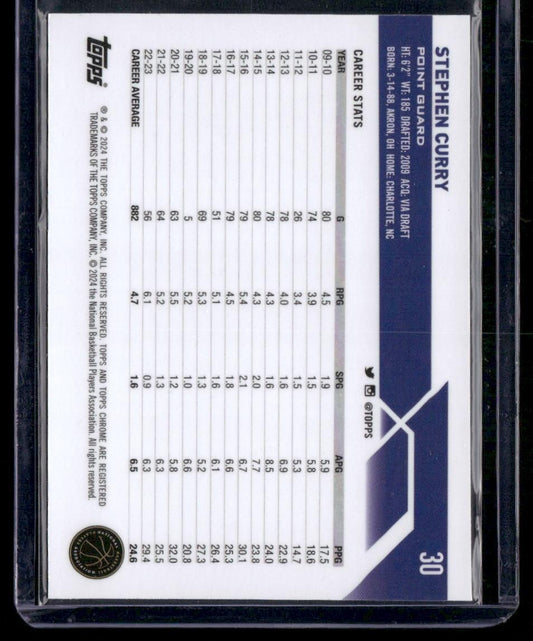 STEPHEN CURRY 30
POINT GUARD
HT: 6'2" WT: 185 DRAFTED: 2009 ACQ: VIA DRAFT
BORN: 3-14-88, AKRON, OH HOME: CHARLOTTE, NC
@TOPPS
CAREER STATS
YEAR G RPG SPG APG PPG
09-10 80 4.5 1.9 5.9 17.5
10-11 74 3.9 1.5 5.8 18.6
11-12 26 3.4 1.5 5.3 14.7
12-13 78 4.0 1.6 6.9 22.9
13-14 78 4.3 1.6 8.5 24.0
14-15 80 4.3 2.0 7.7 23.8
15-16 79 5.4 2.1 6.7 30.1
16-17 79 4.5 1.8 6.6 25.3
17-18 51 5.1 1.6 6.1 26.4
18-19 69 5.3 1.3 5.2 27.3
19-20 5 5.2 1.0 6.6 20.8
20-21 63 5.5 1.2 5.8 32.0
21-22 64 5.2 1.3 6.3 25.5
22-23 56 6.1 0.9 6.3 29.4
CAREER AVERAGE 882 4.7 1.6 6.5 24.6
topps
® & © 2024 THE TOPPS COMPANY, INC. ALL RIGHTS RESERVED. TOPPS AND TOPPS CHROME ARE REGISTERED
TRADEMARKS OF THE TOPPS COMPANY, INC. © 2024 the National Basketball Players Association. All rights reserved.